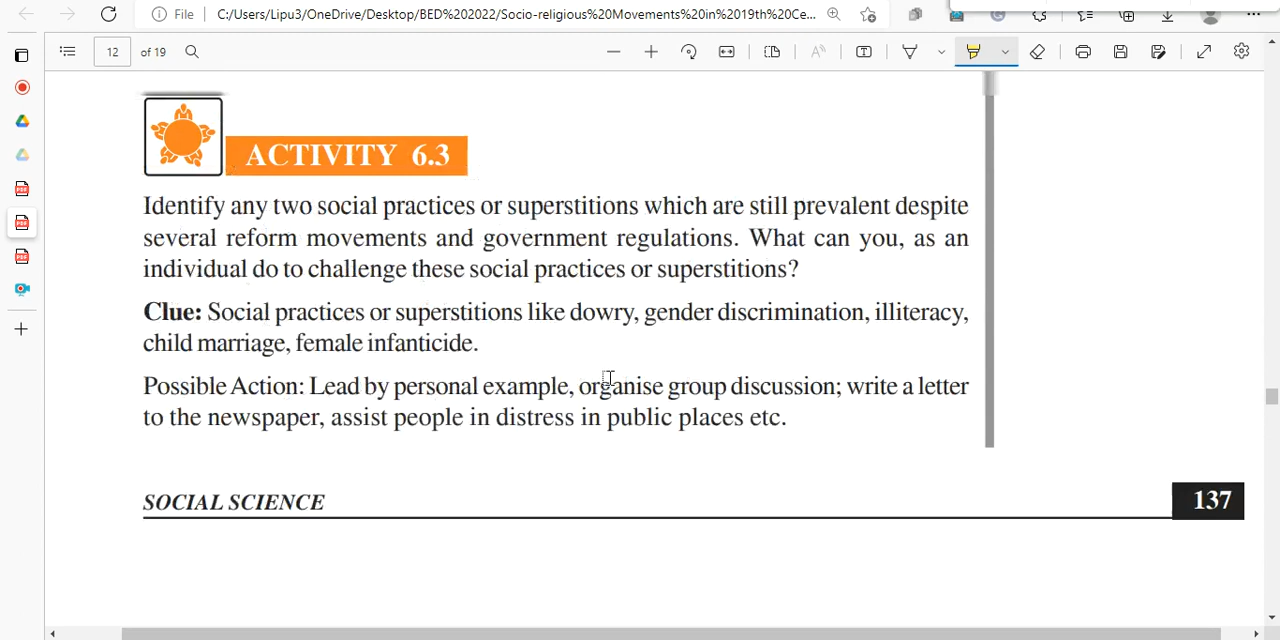 File
C:/Users/Lipu3/OneDrive/Desktop/BED%202022/Socio-religious%20Movements%20in%2019th%20Ce...
12 of 19
ACTIVITY 6.3
Identify any two social practices or superstitions which are still prevalent despite
several reform movements and government regulations. What can you, as an
individual do to challenge these social practices or superstitions?
Clue: Social practices or superstitions like dowry, gender discrimination, illiteracy,
child marriage, female infanticide.
Possible Action: Lead by personal example, organise group discussion; write a letter
to the newspaper, assist people in distress in public places etc.
SOCIAL SCIENCE
137